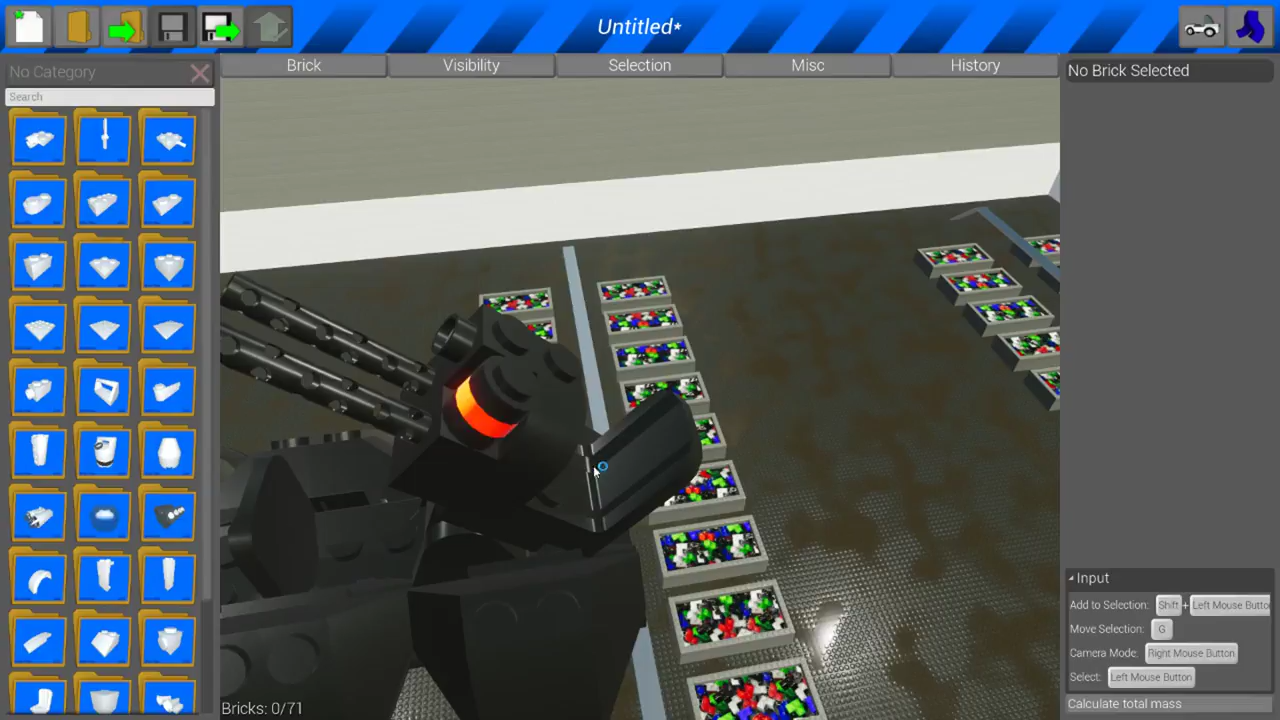 Untitled*
No Category
Search
Brick
Visibility
Selection
Misc
History
No Brick Selected
Input
Add to Selection: Shift + Left Mouse Butto
Move Selection: G
Camera Mode: Right Mouse Button
Select: Left Mouse Button
Calculate total mass
Bricks: 0/71